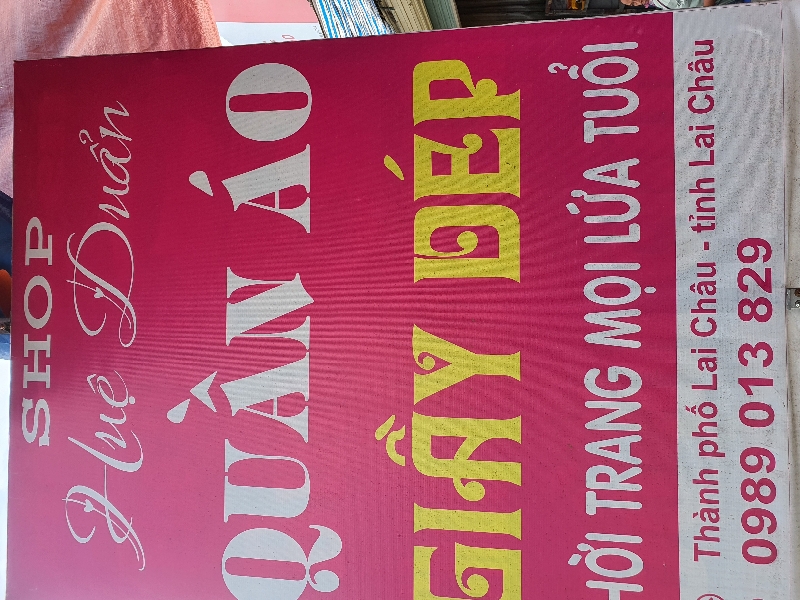 SHOP
Huệ Duẩn
QUẦN ÁO
GIẦY DÉP
HỜI TRANG MỌI LỨA TUỔI
Thành phố Lai Châu - tỉnh Lai Châu
0989 013 829